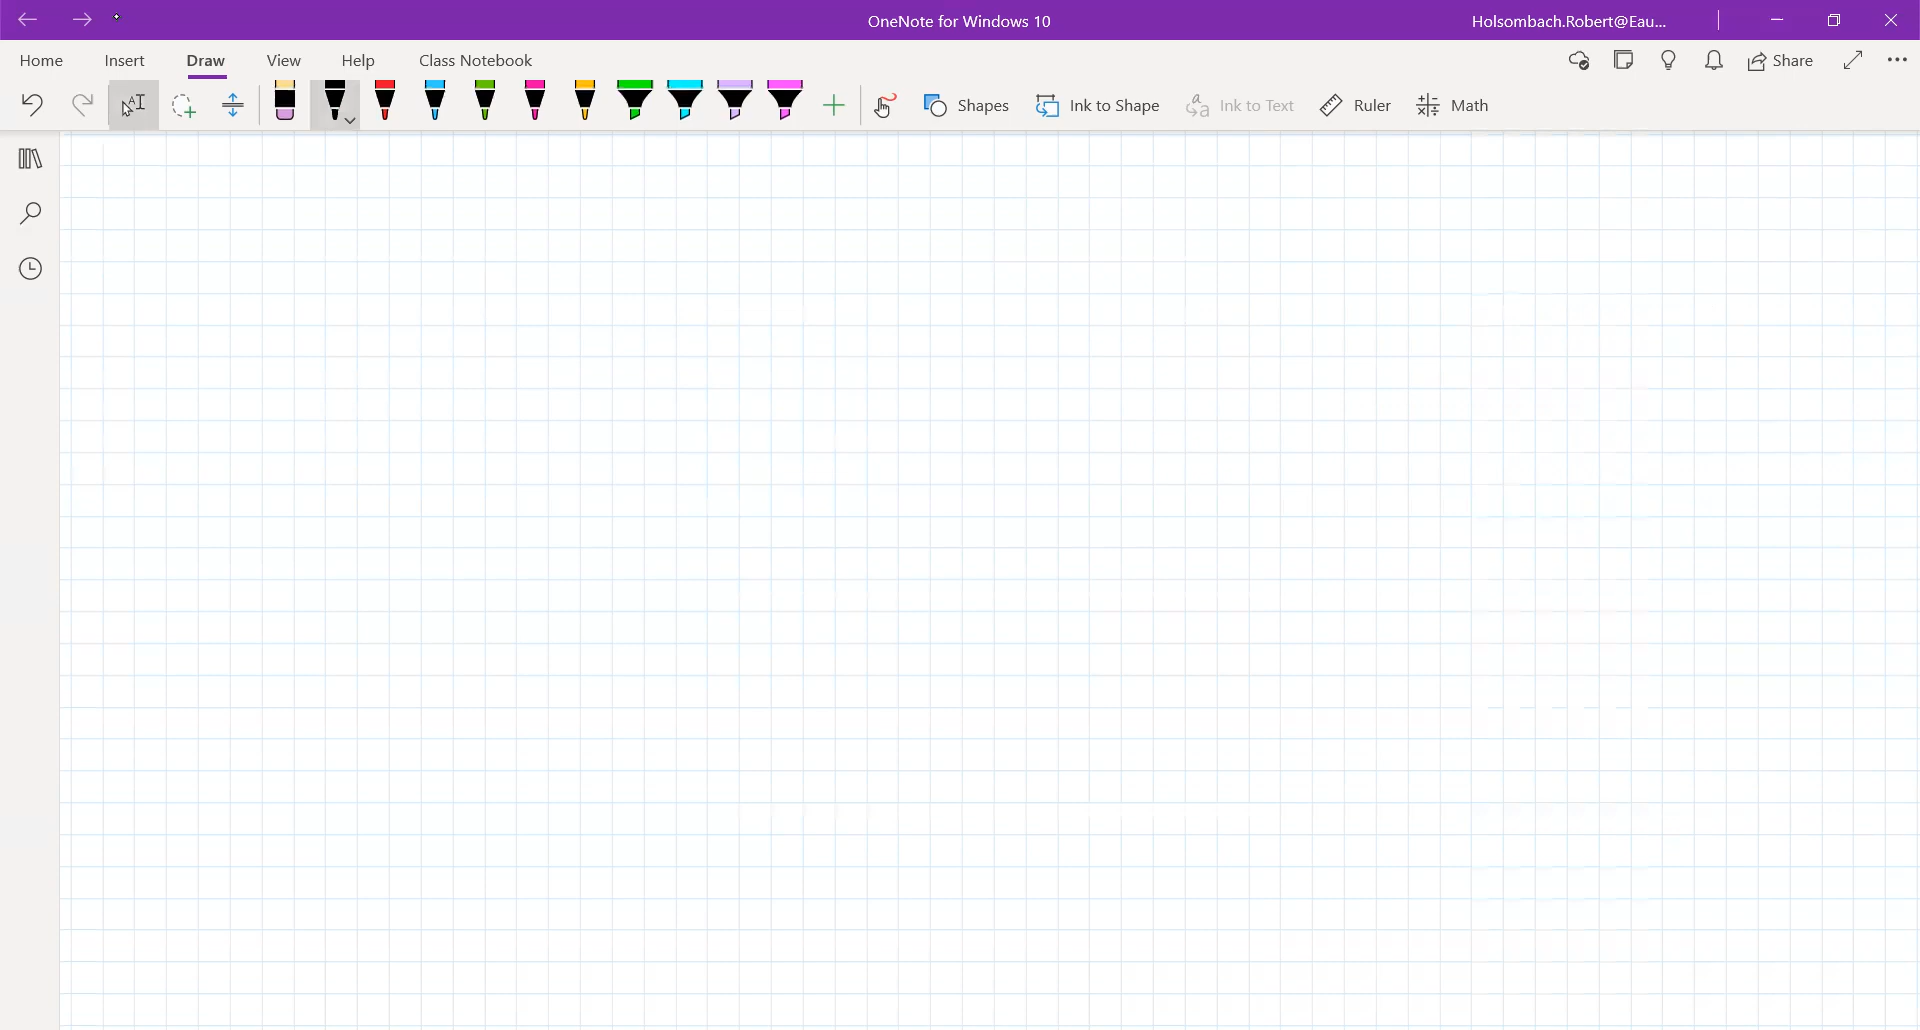 OneNote for Windows 10
Holsombach.Robert@Eau...
Home Insert Draw View Help Class Notebook Share
Shapes Ink to Shape Ink to Text Ruler Math